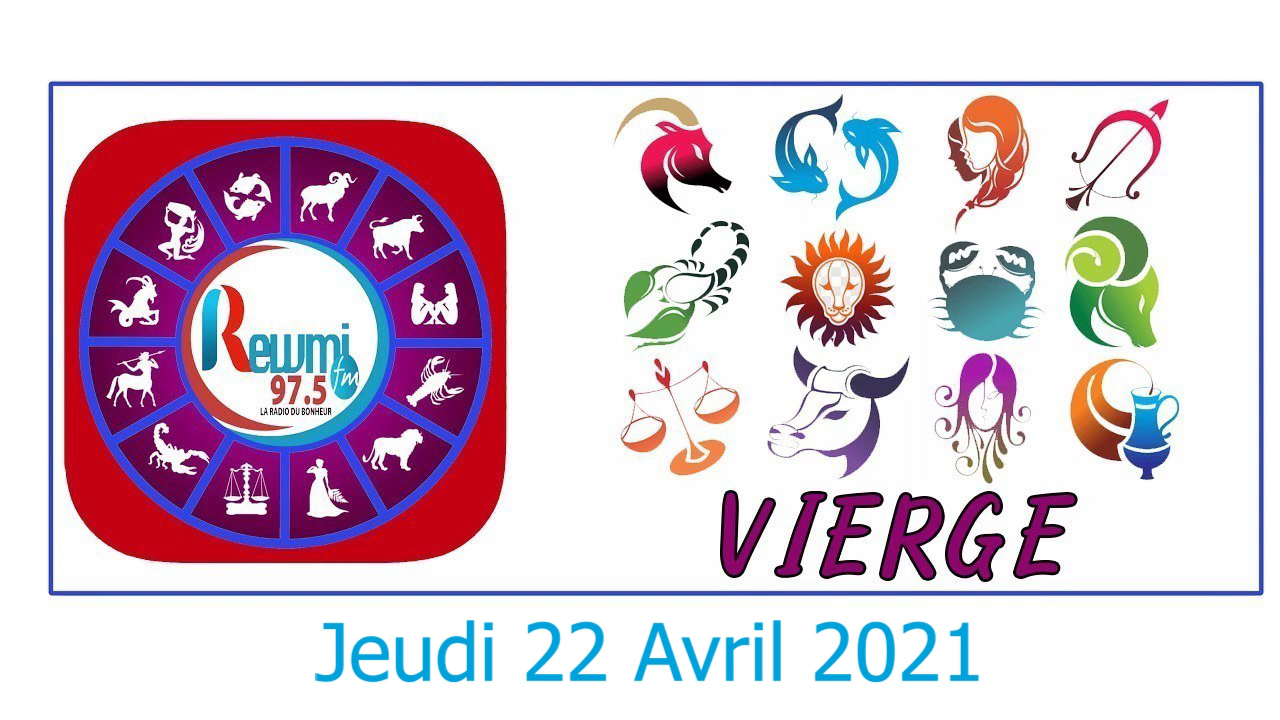 Rewmi
fm
97.5
LA RADIO DU BONHEUR
VIERGE
Jeudi 22 Avril 2021